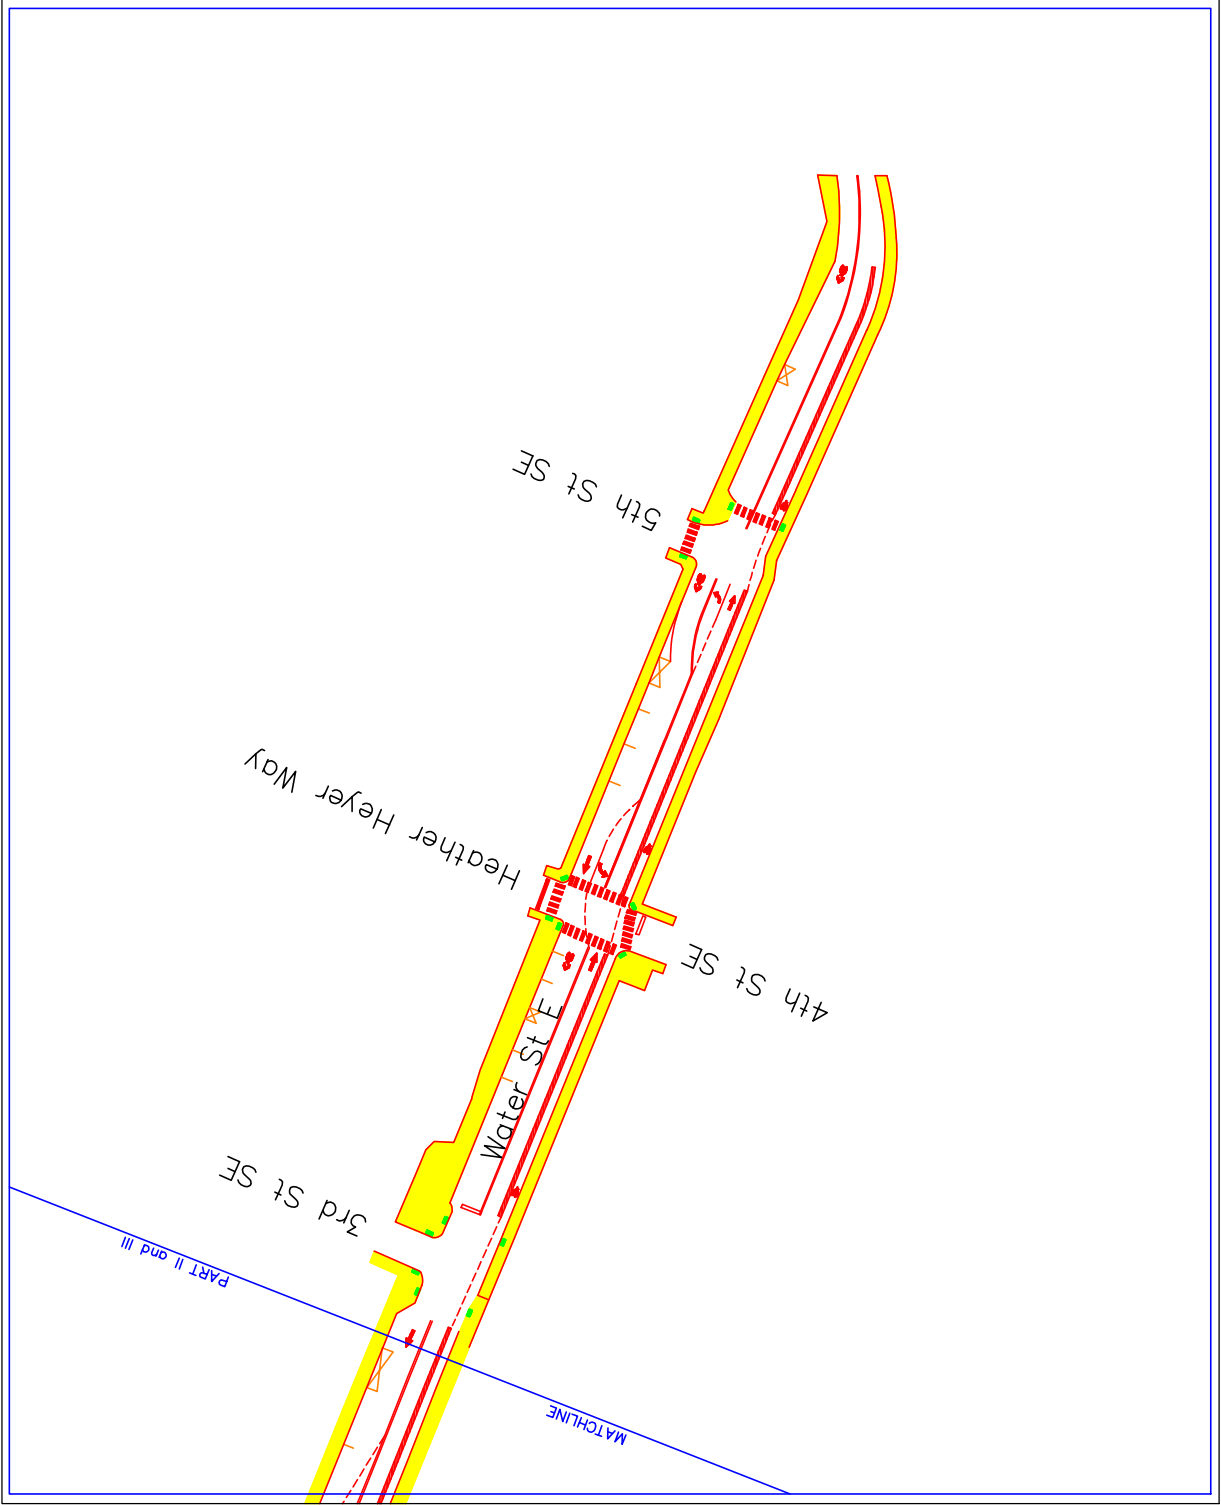 5th St SE
Heather Heyer Way
4th St SE
Water St E
3rd St SE
PART II and III
MATCHLINE